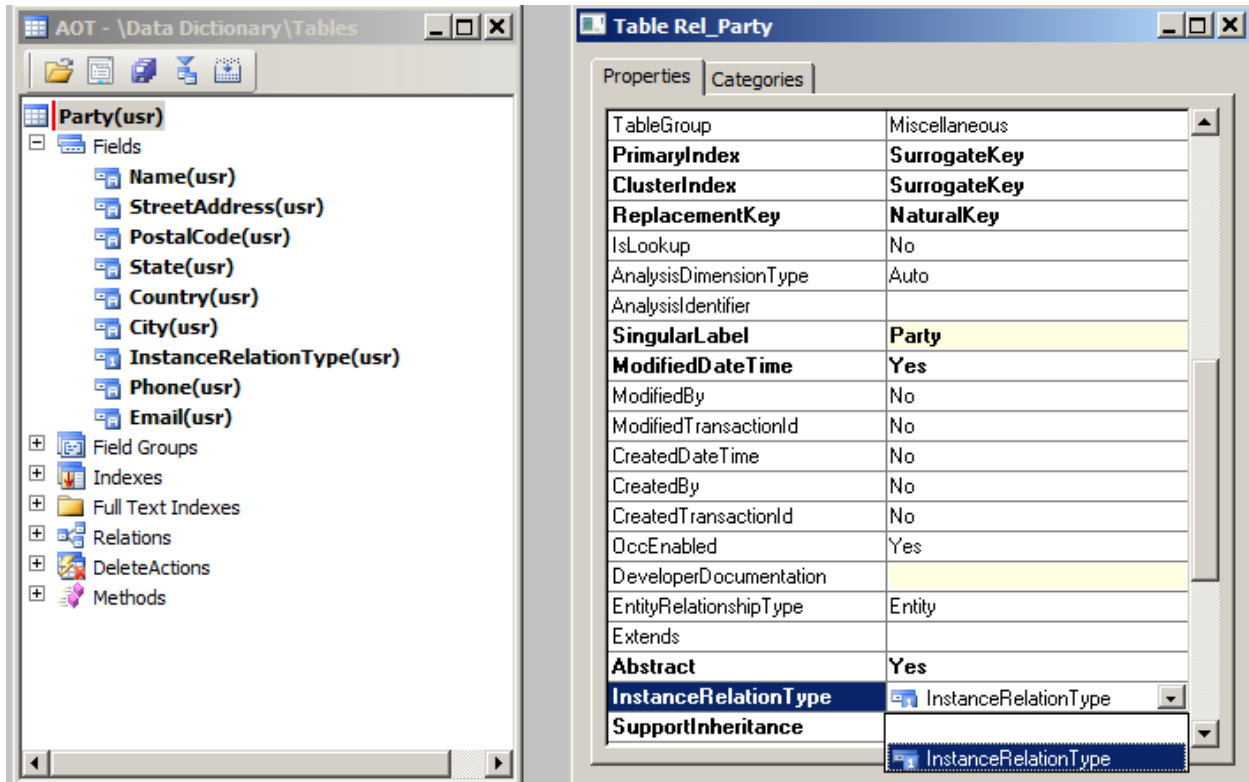 AOT - \Data Dictionary\Tables
Party(usr)
Fields
Name(usr)
StreetAddress(usr)
PostalCode(usr)
State(usr)
Country(usr)
City(usr)
InstanceRelationType(usr)
Phone(usr)
Email(usr)
Field Groups
Indexes
Full Text Indexes
Relations
DeleteActions
Methods
Table Rel_Party
Properties Categories
TableGroup Miscellaneous
PrimaryIndex SurrogateKey
ClusterIndex SurrogateKey
ReplacementKey NaturalKey
IsLookup No
AnalysisDimensionType Auto
AnalysisIdentifier
SingularLabel Party
ModifiedDateTime Yes
ModifiedBy No
ModifiedTransactionId No
CreatedDateTime No
CreatedBy No
CreatedTransactionId No
OccEnabled Yes
DeveloperDocumentation
EntityRelationshipType Entity
Extends
Abstract Yes
InstanceRelationType InstanceRelationType
SupportInheritance
InstanceRelationType